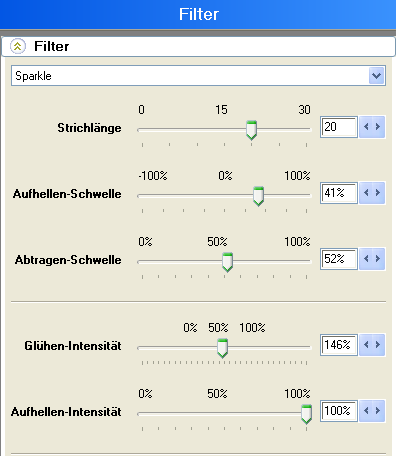 Filter
Filter
Sparkle
0 15 30
Strichlänge 20
-100% 0% 100%
Aufhellen-Schwelle 41%
0% 50% 100%
Abtragen-Schwelle 52%
0% 50% 100%
Glühen-Intensität 146%
0% 50% 100%
Aufhellen-Intensität 100%